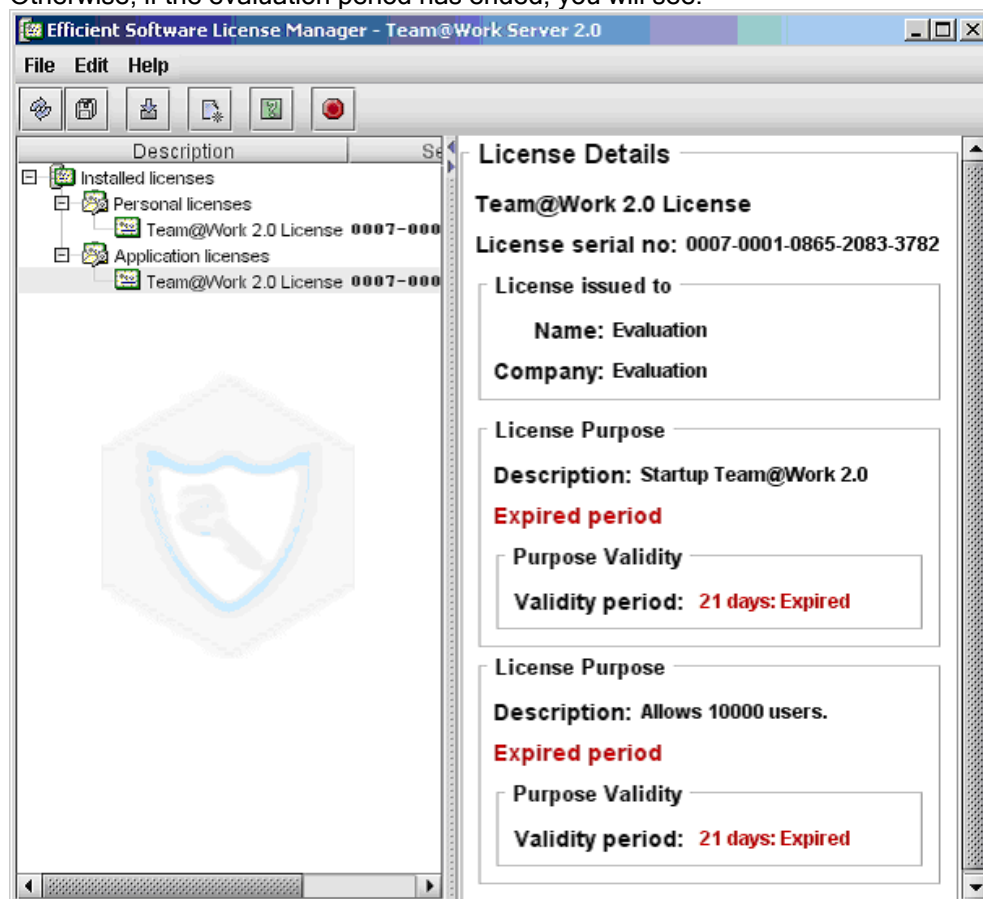 Otherwise, if the evaluation period has ended, you will see:
Efficient Software License Manager - Team@Work Server 2.0
File Edit Help
Description Se
Installed licenses
Personal licenses
Team@Work 2.0 License 0007-000
Application licenses
Team@Work 2.0 License 0007-000
License Details
Team@Work 2.0 License
License serial no: 0007-0001-0865-2083-3782
License issued to
Name: Evaluation
Company: Evaluation
License Purpose
Description: Startup Team@Work 2.0
Expired period
Purpose Validity
Validity period: 21 days: Expired
License Purpose
Description: Allows 10000 users.
Expired period
Purpose Validity
Validity period: 21 days: Expired